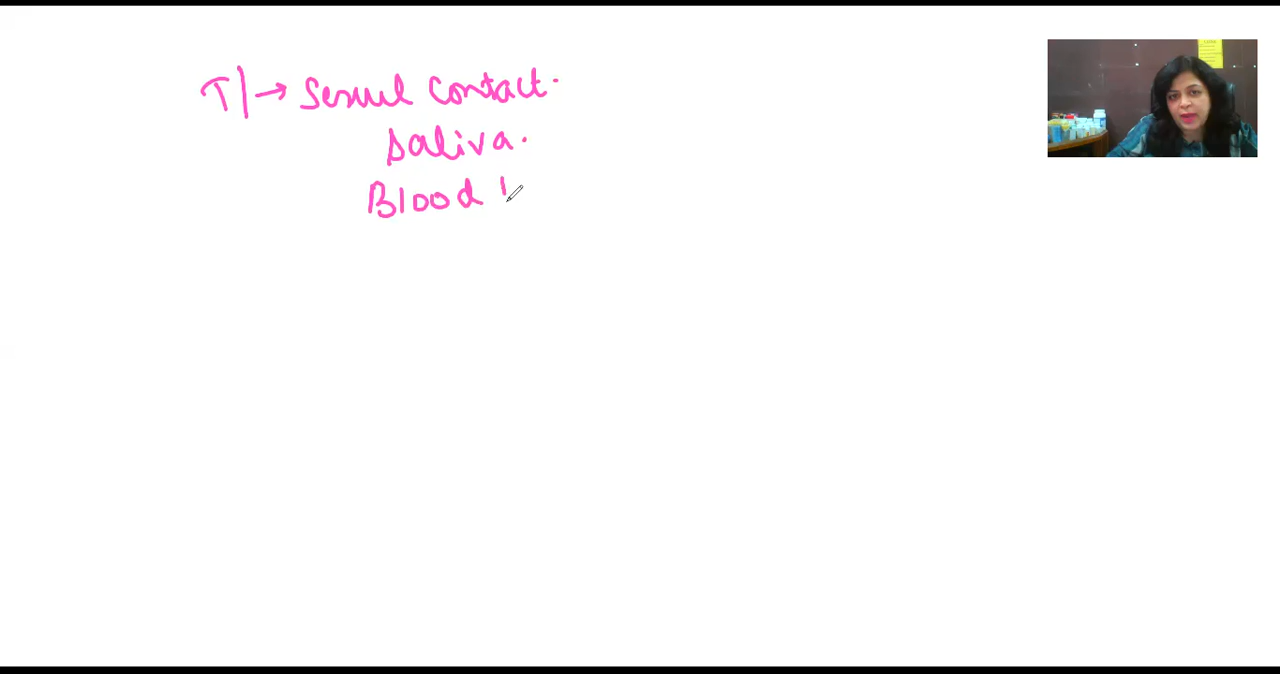 T| → Sexual Contact.
Saliva.
Blood